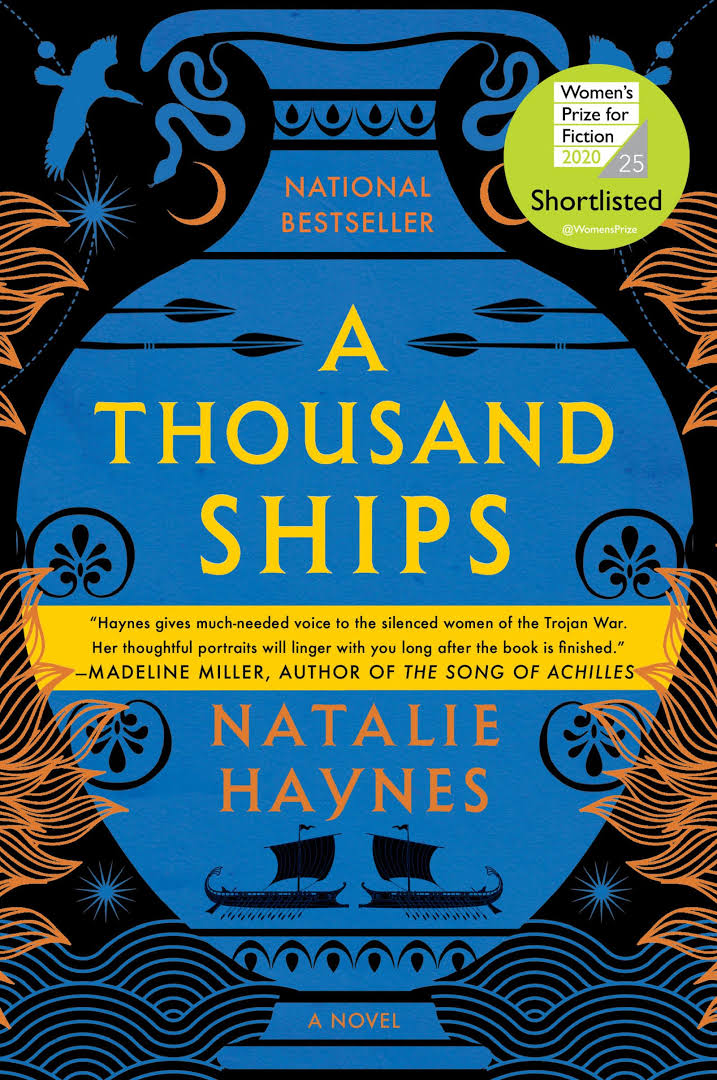 Women's
Prize for
Fiction
2020
25
Shortlisted
@WomensPrize
NATIONAL
BESTSELLER
A
THOUSAND
SHIPS
“Haynes gives much-needed voice to the silenced women of the Trojan War.
Her thoughtful portraits will linger with you long after the book is finished.”
—MADELINE MILLER, AUTHOR OF THE SONG OF ACHILLES
NATALIE
HAYNES
A NOVEL